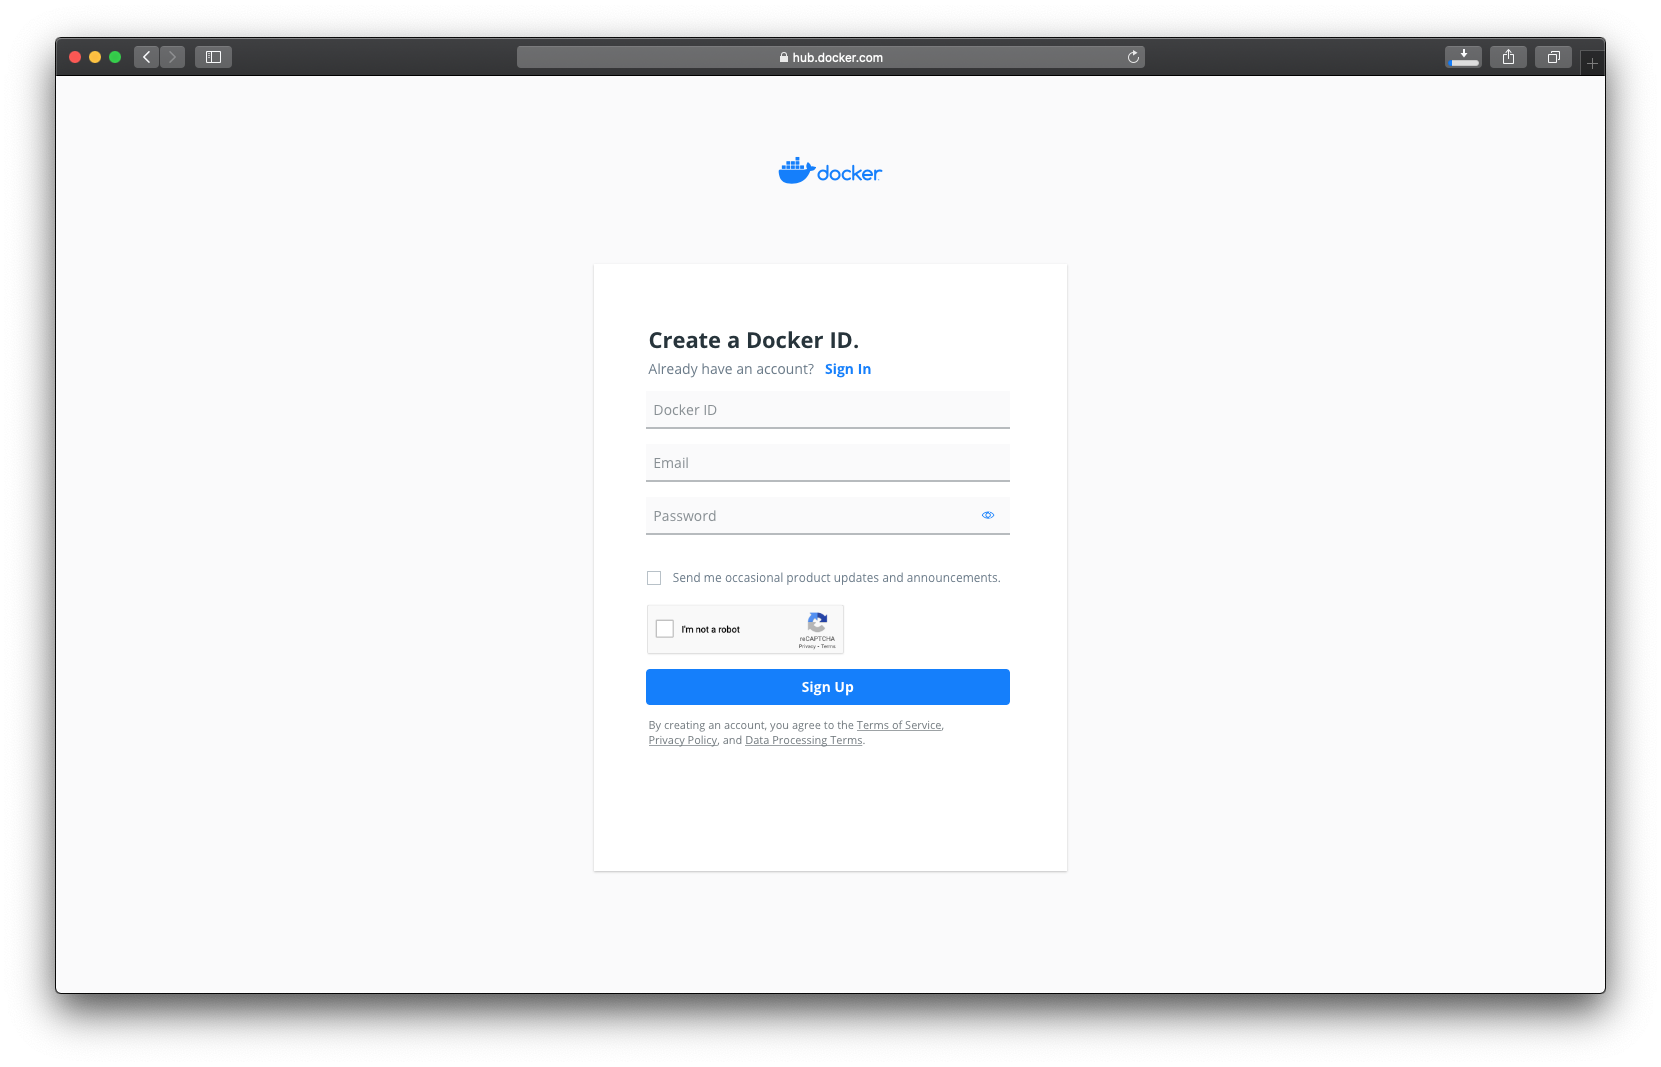 hub.docker.com
docker
Create a Docker ID.
Already have an account? Sign In
Docker ID
Email
Password
Send me occasional product updates and announcements.
I'm not a robot
reCAPTCHA
Privacy - Terms
Sign Up
By creating an account, you agree to the Terms of Service,
Privacy Policy, and Data Processing Terms.